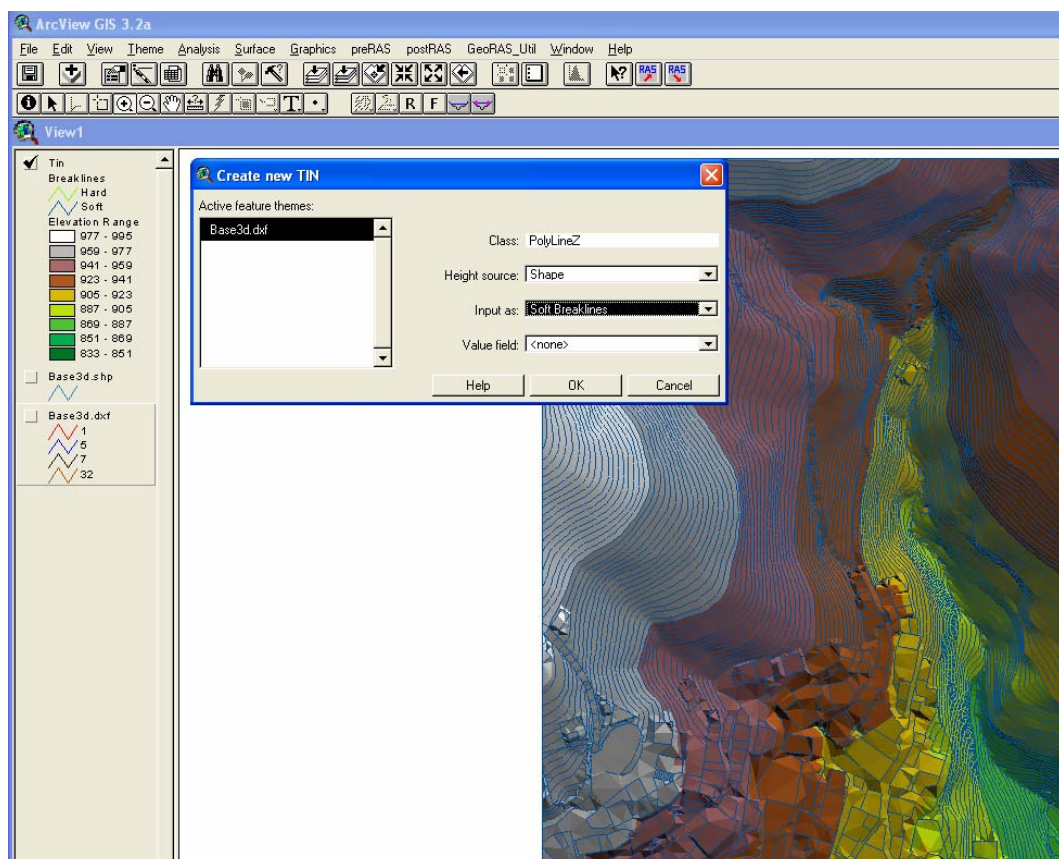 ArcView GIS 3.2a
File Edit View Theme Analysis Surface Graphics preRAS postRAS GeoRAS_Util Window Help
RAS RAS
T R F
View1
Tin
Breaklines
Hard
Soft
Elevation Range
977 - 995
959 - 977
941 - 959
923 - 941
905 - 923
887 - 905
869 - 887
851 - 869
833 - 851
Base3d.shp
Base3d.dxf
1
5
7
32
Create new TIN
Active feature themes:
Base3d.dxf
Class: PolyLineZ
Height source: Shape
Input as: Soft Breaklines
Value field: <none>
Help OK Cancel